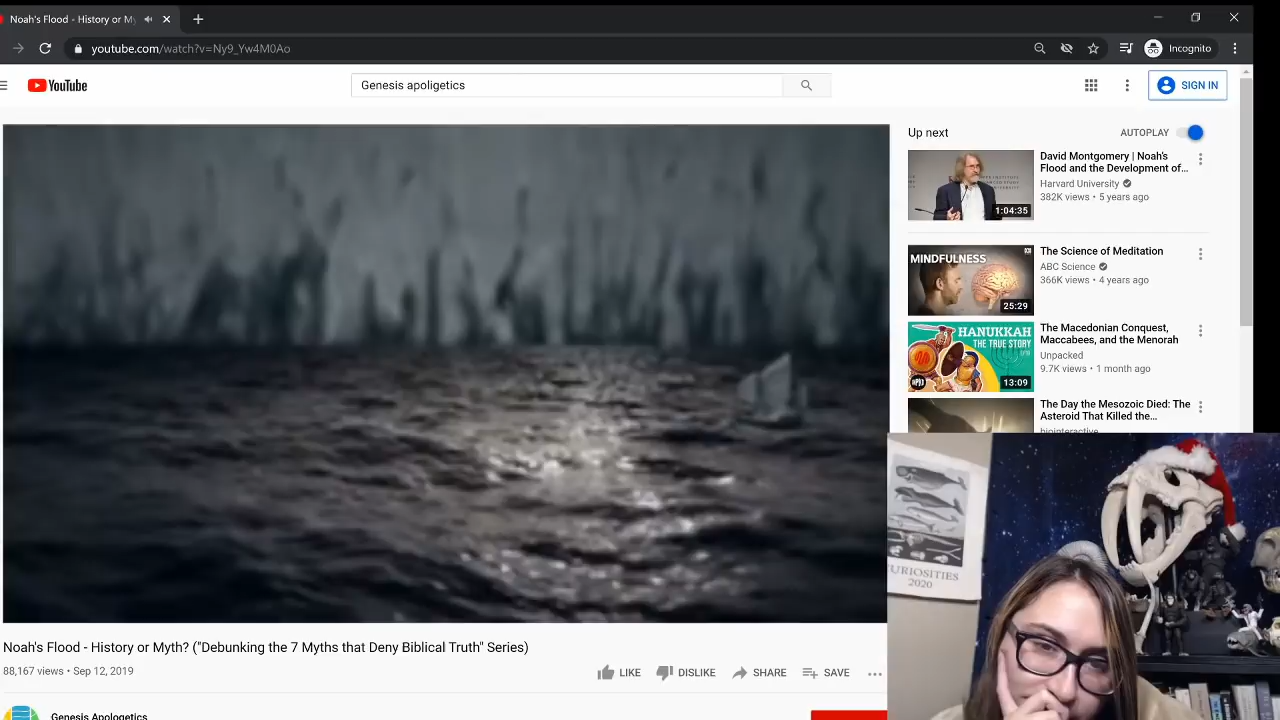 Noah's Flood - History or My
youtube.com/watch?v=Ny9_Yw4M0Ao
Incognito
YouTube
Genesis apoligetics
SIGN IN
Up next
AUTOPLAY
David Montgomery | Noah's
Flood and the Development of...
Harvard University
382K views • 5 years ago
1:04:35
MINDFULNESS
25:29
The Science of Meditation
ABC Science
366K views • 4 years ago
HANUKKAH
THE TRUE STORY
13:09
The Macedonian Conquest,
Maccabees, and the Menorah
Unpacked
9.7K views • 1 month ago
The Day the Mesozoic Died: The
Asteroid That Killed the...
biointeractive
URIOSITIES
2020
Noah's Flood - History or Myth? ("Debunking the 7 Myths that Deny Biblical Truth" Series)
88,167 views • Sep 12, 2019
LIKE
DISLIKE
SHARE
SAVE
Genesis Apologetics